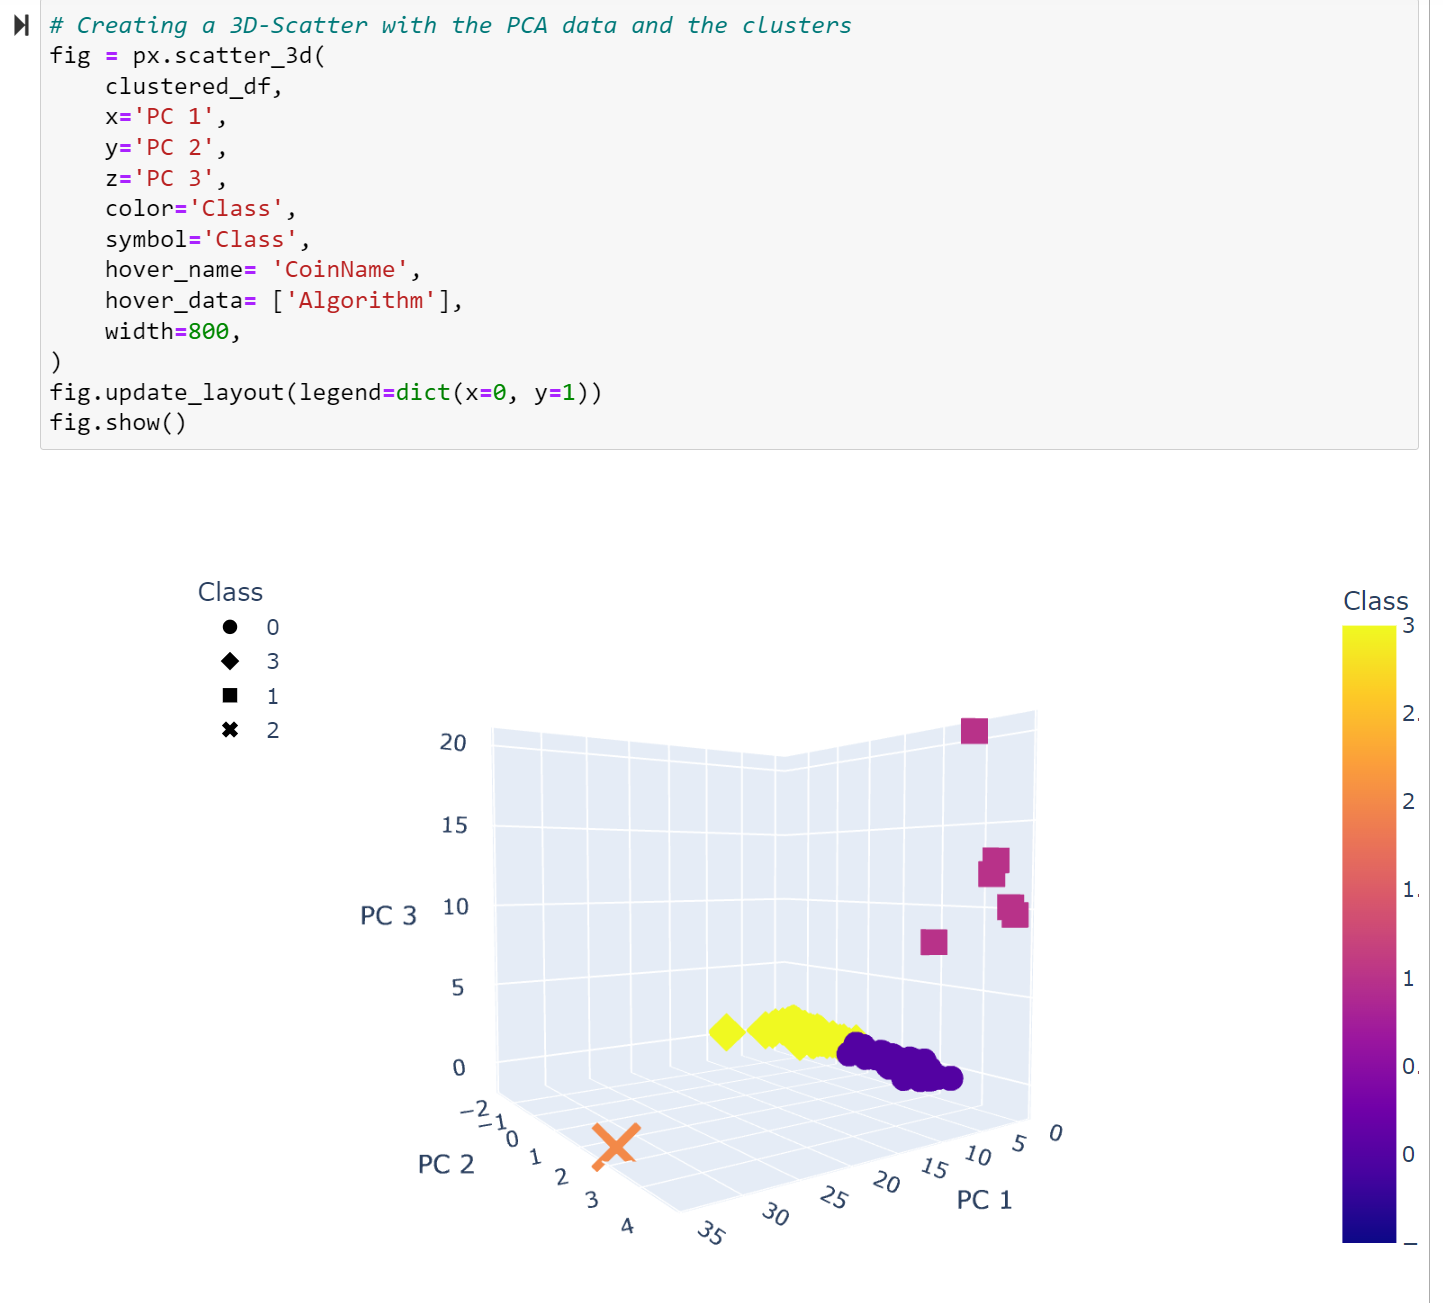 # Creating a 3D-Scatter with the PCA data and the clusters
fig = px.scatter_3d(
    clustered_df,
    x='PC 1',
    y='PC 2',
    z='PC 3',
    color='Class',
    symbol='Class',
    hover_name= 'CoinName',
    hover_data= ['Algorithm'],
    width=800,
)
fig.update_layout(legend=dict(x=0, y=1))
fig.show()
Class
0
3
1
2
Class
3
2.
2
1.
1
0.
0
−
20
15
10
5
0
PC 3
−2
−1
0
1
2
3
4
PC 2
35
30
25
20
15
10
5
0
PC 1